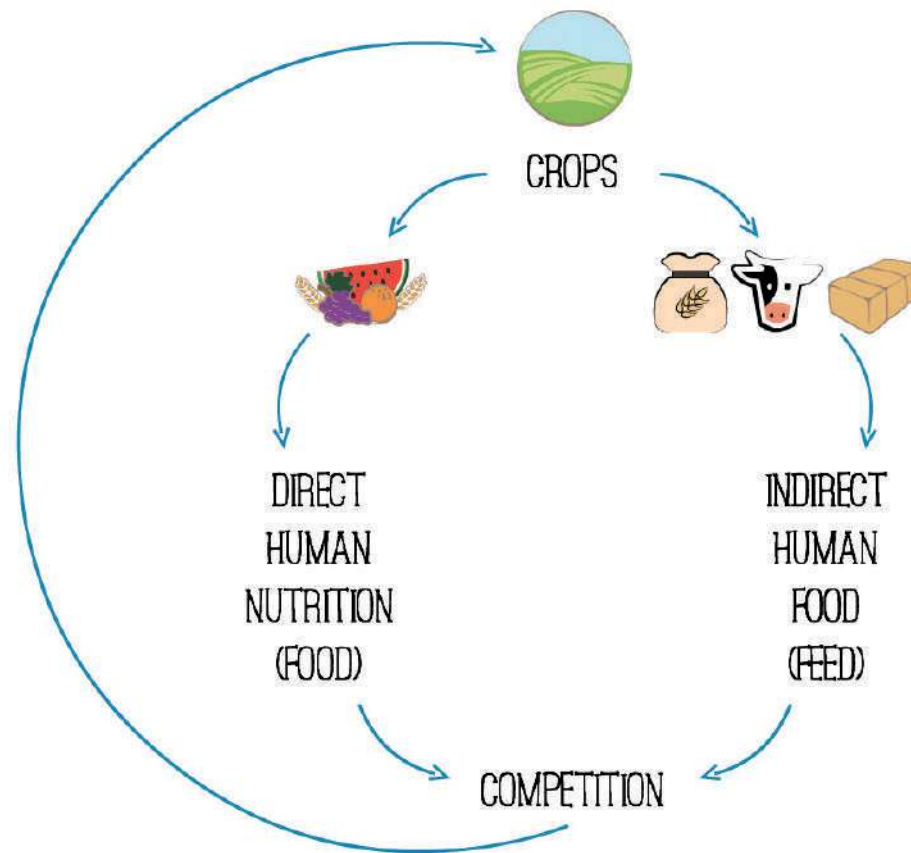 CROPS
DIRECT
HUMAN
NUTRITION
(FOOD)
INDIRECT
HUMAN
FOOD
(FEED)
COMPETITION